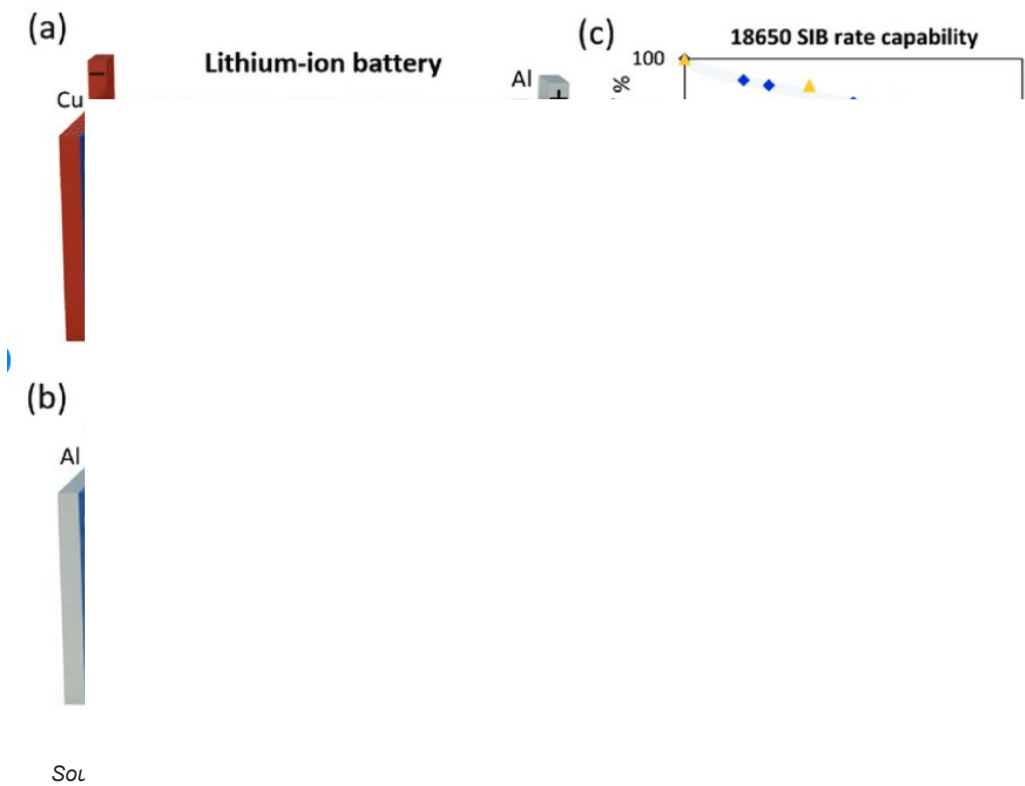 (a)
Lithium-ion battery
Cu
−
Al
+
(c)
18650 SIB rate capability
100
%
(b)
Al